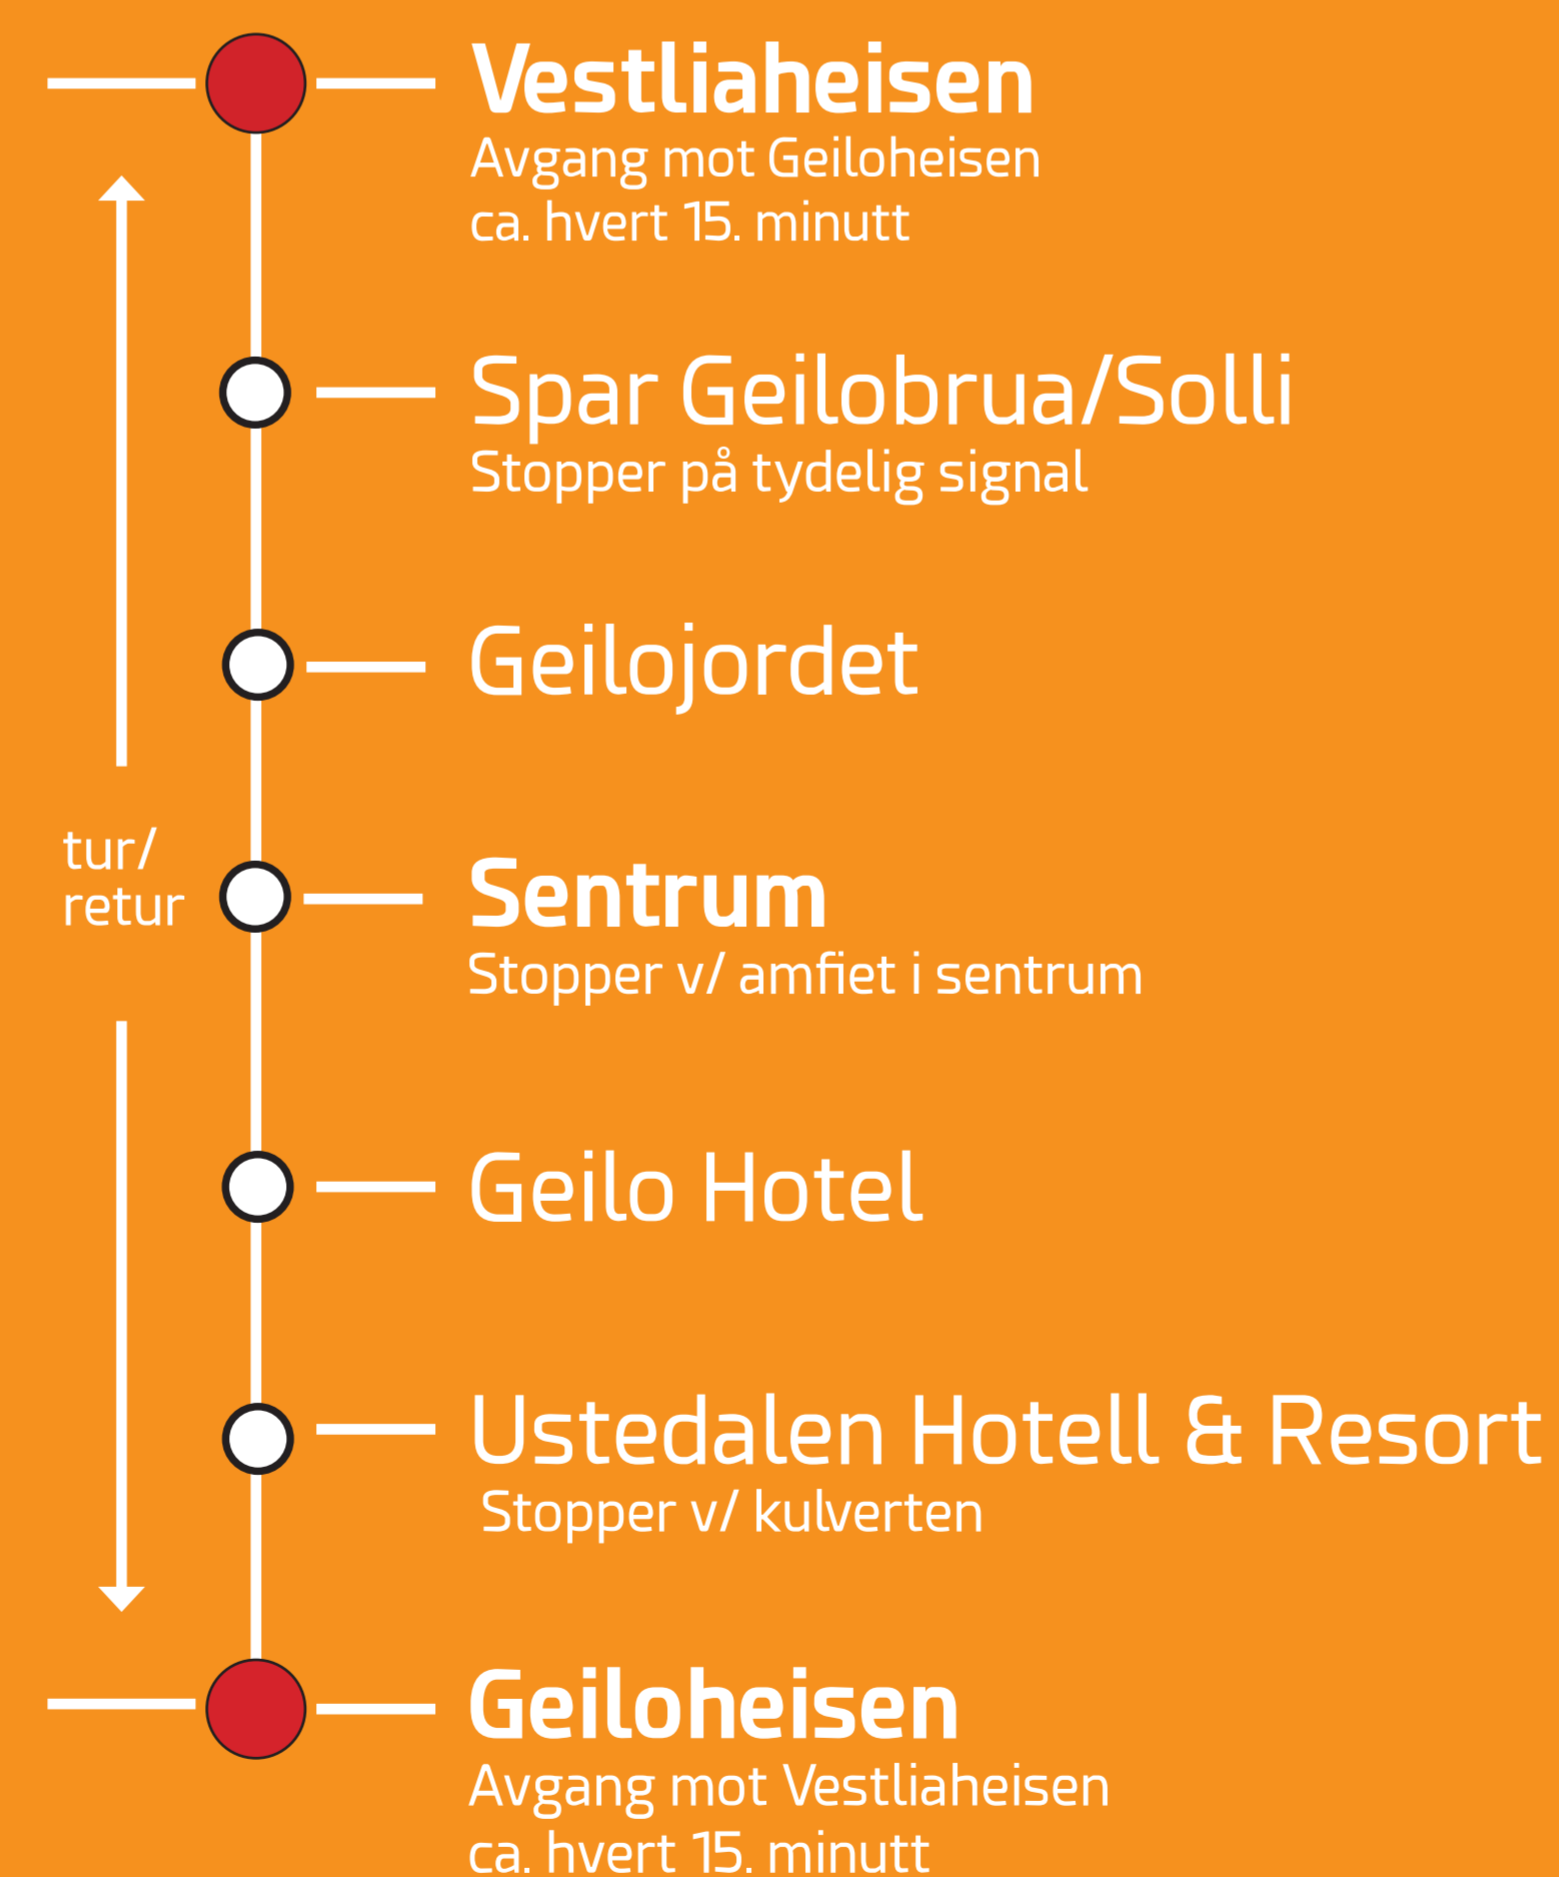 Vestliaheisen
Avgang mot Geiloheisen
ca. hvert 15. minutt
Spar Geilobrua/Solli
Stopper på tydelig signal
Geilojordet
tur/
retur
Sentrum
Stopper v/ amfiet i sentrum
Geilo Hotel
Ustedalen Hotell & Resort
Stopper v/ kulverten
Geiloheisen
Avgang mot Vestliaheisen
ca. hvert 15. minutt